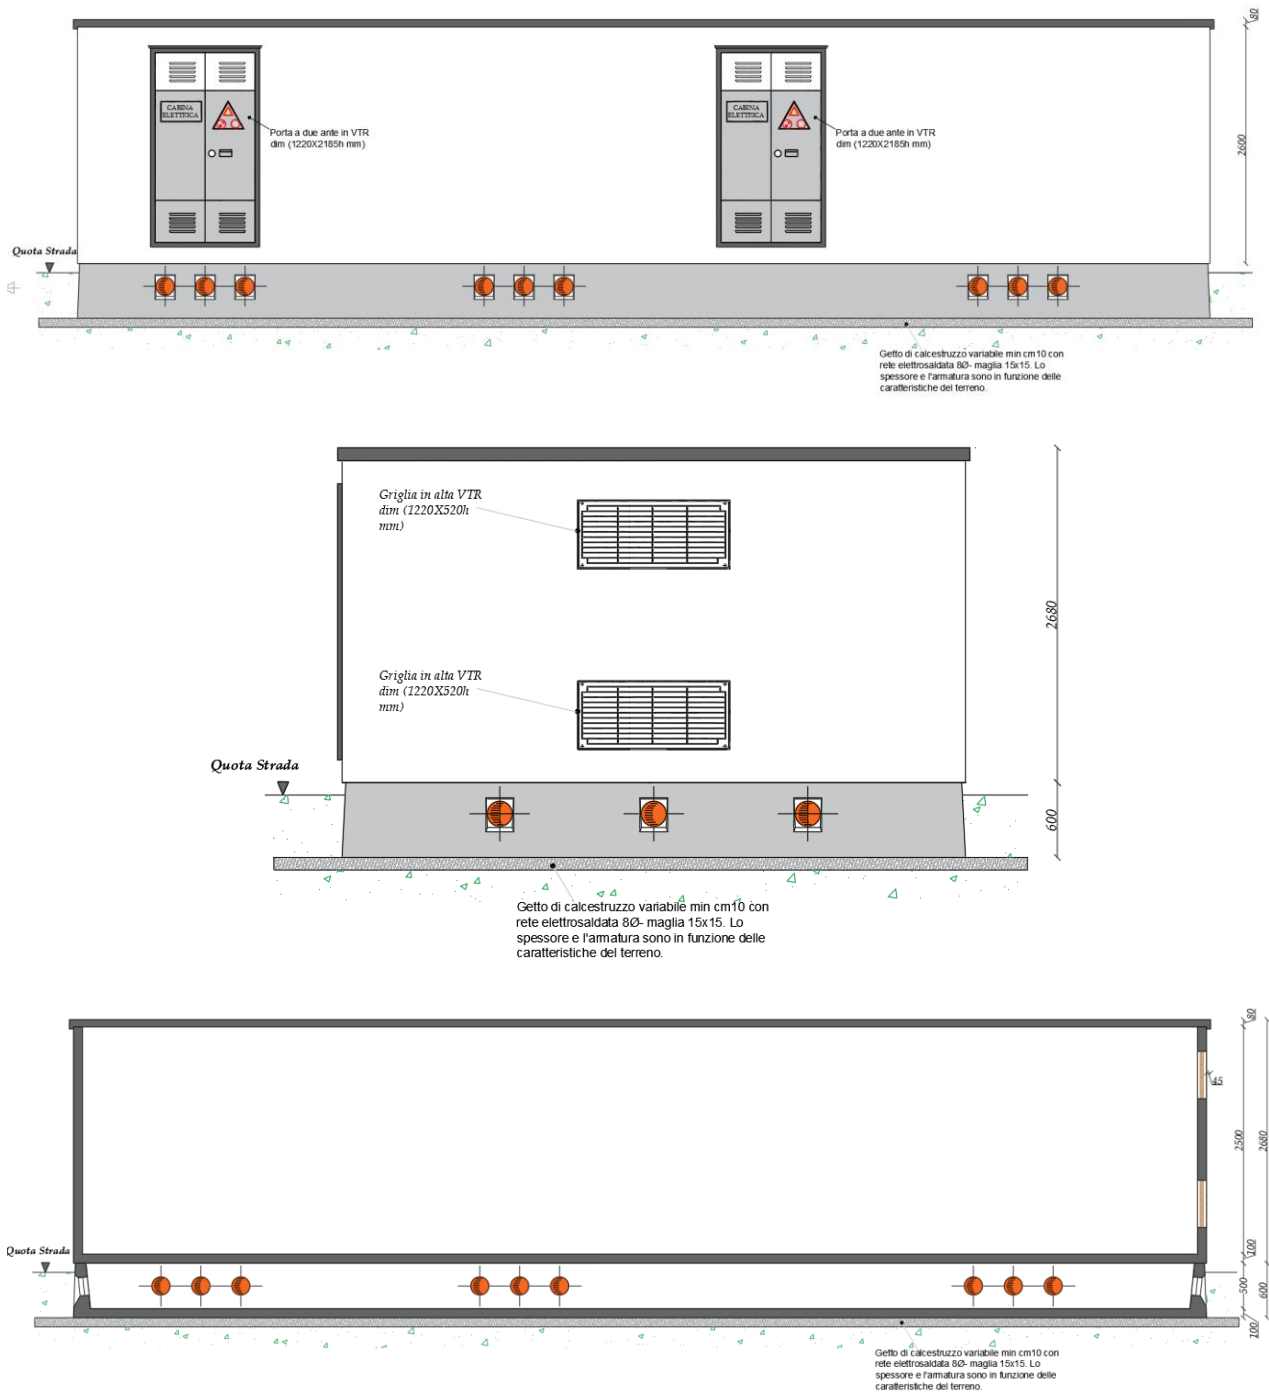 80
CABINA
ELETTRICA
CABINA
ELETTRICA
Porta a due ante in VTR
dim (1220X2185h mm)
Porta a due ante in VTR
dim (1220X2185h mm)
2600
Quota Strada
Getto di calcestruzzo variabile min cm10 con
rete elettrosaldata 8Ø- maglia 15x15. Lo
spessore e l'armatura sono in funzione delle
caratteristiche del terreno.
Griglia in alta VTR
dim (1220X520h
mm)
2680
Griglia in alta VTR
dim (1220X520h
mm)
Quota Strada
600
Getto di calcestruzzo variabile min cm10 con
rete elettrosaldata 8Ø- maglia 15x15. Lo
spessore e l'armatura sono in funzione delle
caratteristiche del terreno.
80
45
2500
2680
Quota Strada
100
500
600
100
Getto di calcestruzzo variabile min cm10 con
rete elettrosaldata 8Ø- maglia 15x15. Lo
spessore e l'armatura sono in funzione delle
caratteristiche del terreno.